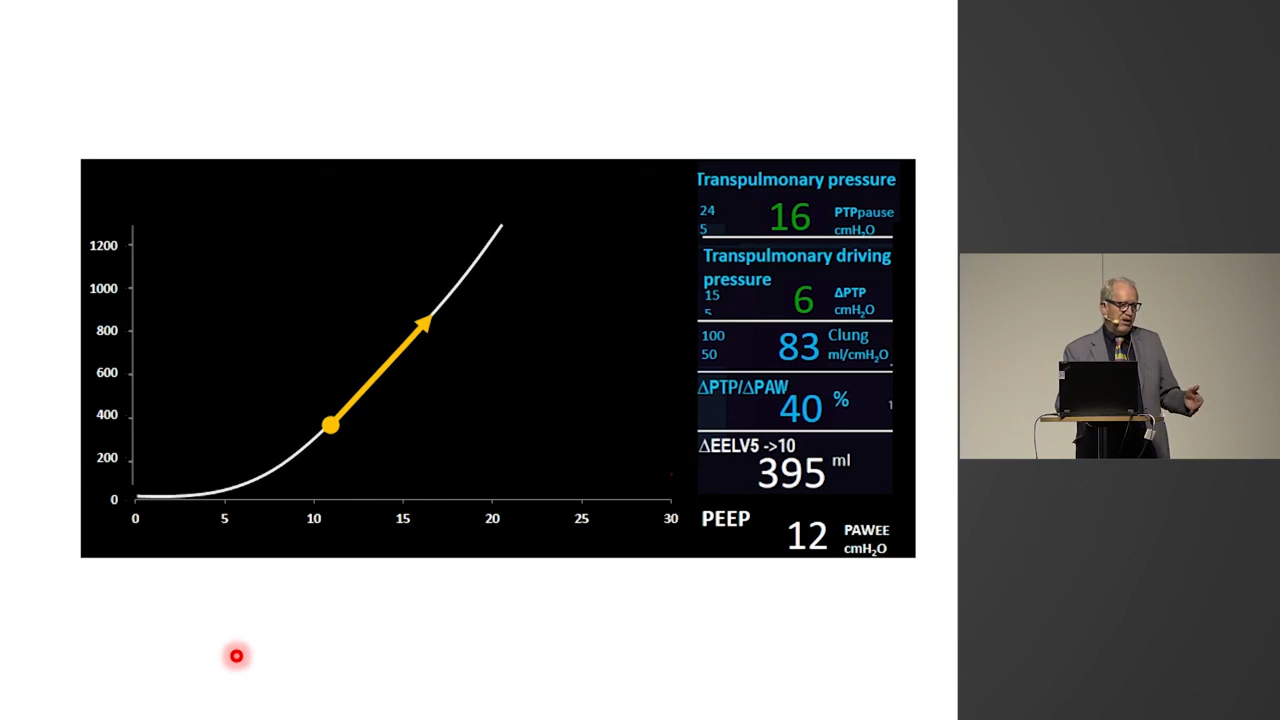 1200
1000
800
600
400
200
0
0 5 10 15 20 25 30
Transpulmonary pressure
24 16 PTPpause
5 cmH₂O
Transpulmonary driving
pressure
15 6 ΔPTP
5 cmH₂O
100 83 Clung
50 ml/cmH₂O
ΔPTP/ΔPAW
40 %
1
ΔEELV5 ->10
395 ml
PEEP
12 PAWEE
cmH₂O